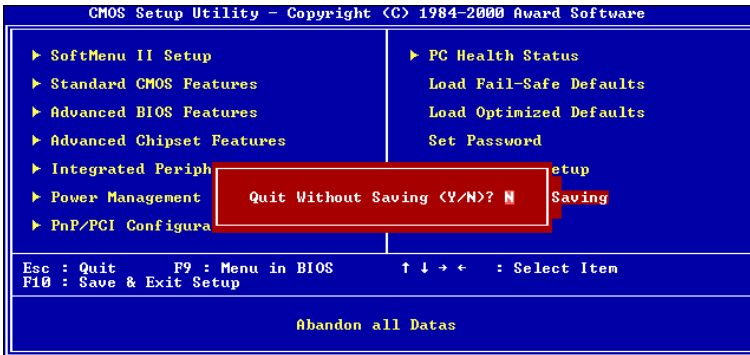 CMOS Setup Utility - Copyright (C) 1984-2000 Award Software
SoftMenu II Setup
Standard CMOS Features
Advanced BIOS Features
Advanced Chipset Features
Integrated Periph
Power Management
PnP/PCI Configura
PC Health Status
Load Fail-Safe Defaults
Load Optimized Defaults
Set Password
etup
Saving
Quit Without Saving (Y/N)? N
Esc : Quit F9 : Menu in BIOS ↑ ↓ → ← : Select Item
F10 : Save & Exit Setup
Abandon all Datas